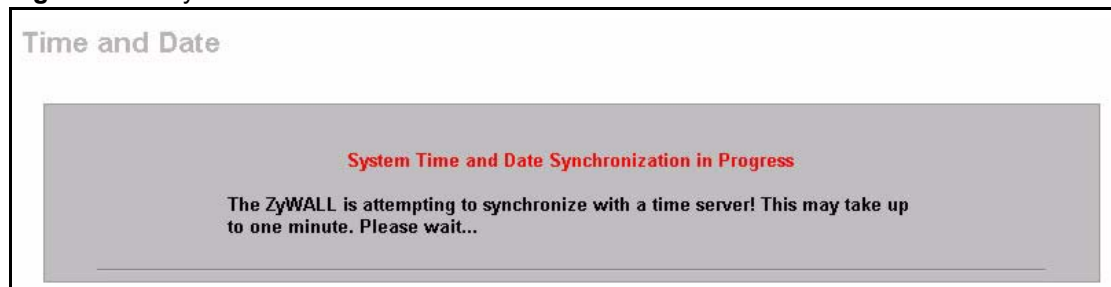 Time and Date
System Time and Date Synchronization in Progress
The ZyWALL is attempting to synchronize with a time server! This may take up
to one minute. Please wait...